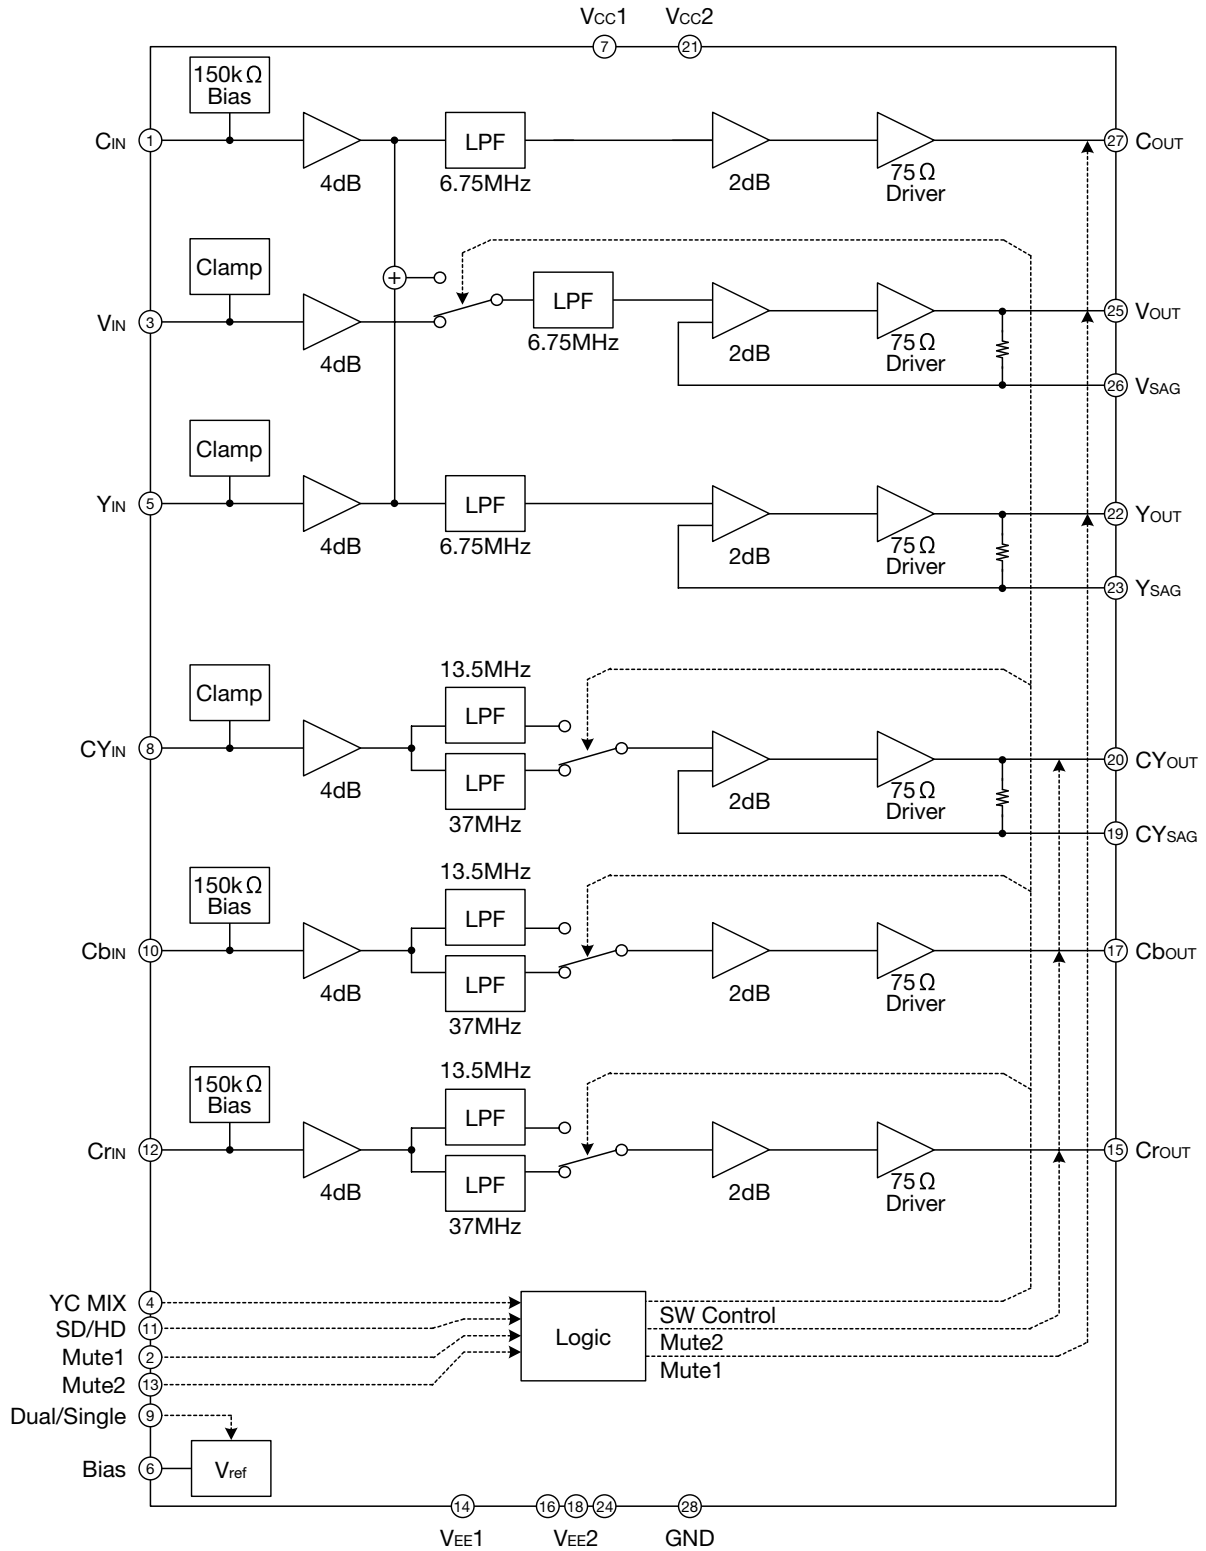 VCC1 VCC2
7 21
150kΩ
Bias
CIN 1 4dB LPF 6.75MHz 2dB 75Ω Driver 27 COUT
Clamp
+
VIN 3 4dB LPF 6.75MHz 2dB 75Ω Driver 25 VOUT
26 VSAG
Clamp
YIN 5 4dB LPF 6.75MHz 2dB 75Ω Driver 22 YOUT
23 YSAG
Clamp
13.5MHz
LPF
CYIN 8 4dB LPF 37MHz 2dB 75Ω Driver 20 CYOUT
19 CYSAG
150kΩ
Bias
13.5MHz
LPF
CbIN 10 4dB LPF 37MHz 2dB 75Ω Driver 17 CbOUT
150kΩ
Bias
13.5MHz
LPF
CrIN 12 4dB LPF 37MHz 2dB 75Ω Driver 15 CrOUT
YC MIX 4
SD/HD 11
Mute1 2
Mute2 13
Logic
SW Control
Mute2
Mute1
Dual/Single 9
Bias 6 Vref
14 16 18 24 28
VEE1 VEE2 GND